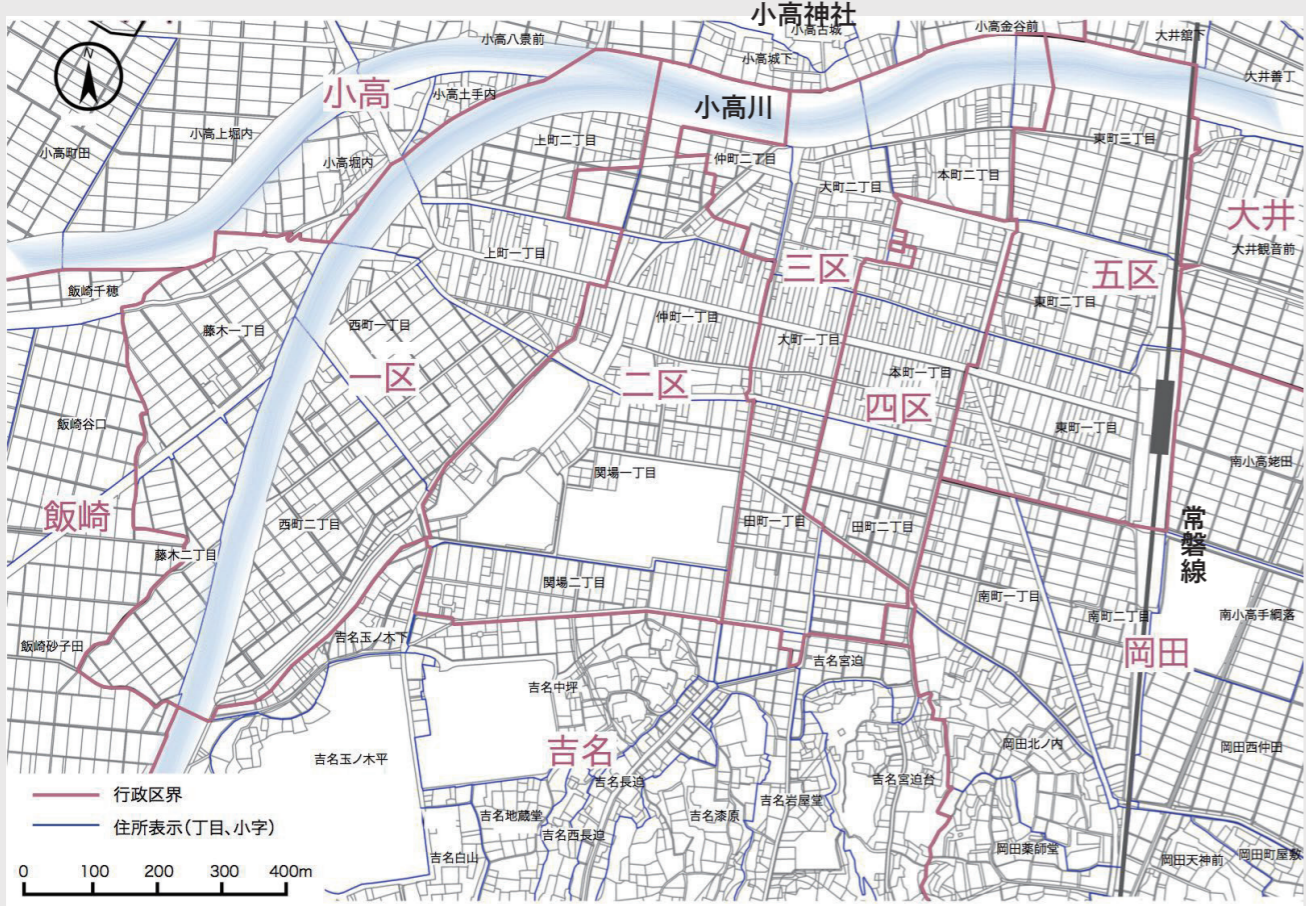 小高神社
小高古城
小高八景前
小高金谷前
大井舘下
小高城下
大井善丁
N
小高
小高土手内
小高川
小高上堀内
上町二丁目
東町三丁目
小高町田
小高堀内
仲町二丁目
本町二丁目
大町二丁目
大井
大井観音前
上町一丁目
三区
五区
飯崎千穂
東町二丁目
藤木一丁目
西町一丁目
仲町一丁目
大町一丁目
一区
二区
本町一丁目
四区
飯崎谷口
東町一丁目
関場一丁目
南小高姥田
飯崎
西町二丁目
田町一丁目
田町二丁目
常磐線
藤木二丁目
関場二丁目
南町一丁目
南町二丁目
南小高手綱落
吉名玉ノ木下
飯崎砂子田
岡田
吉名宮迫
吉名中坪
吉名
岡田北ノ内
岡田西仲田
吉名玉ノ木平
吉名長迫
吉名岩屋堂
吉名宮迫台
行政区界
吉名地蔵堂
吉名漆原
住所表示(丁目、小字)
吉名西長迫
吉名白山
岡田薬師堂
岡田天神前
岡田町屋敷
0 100 200 300 400m